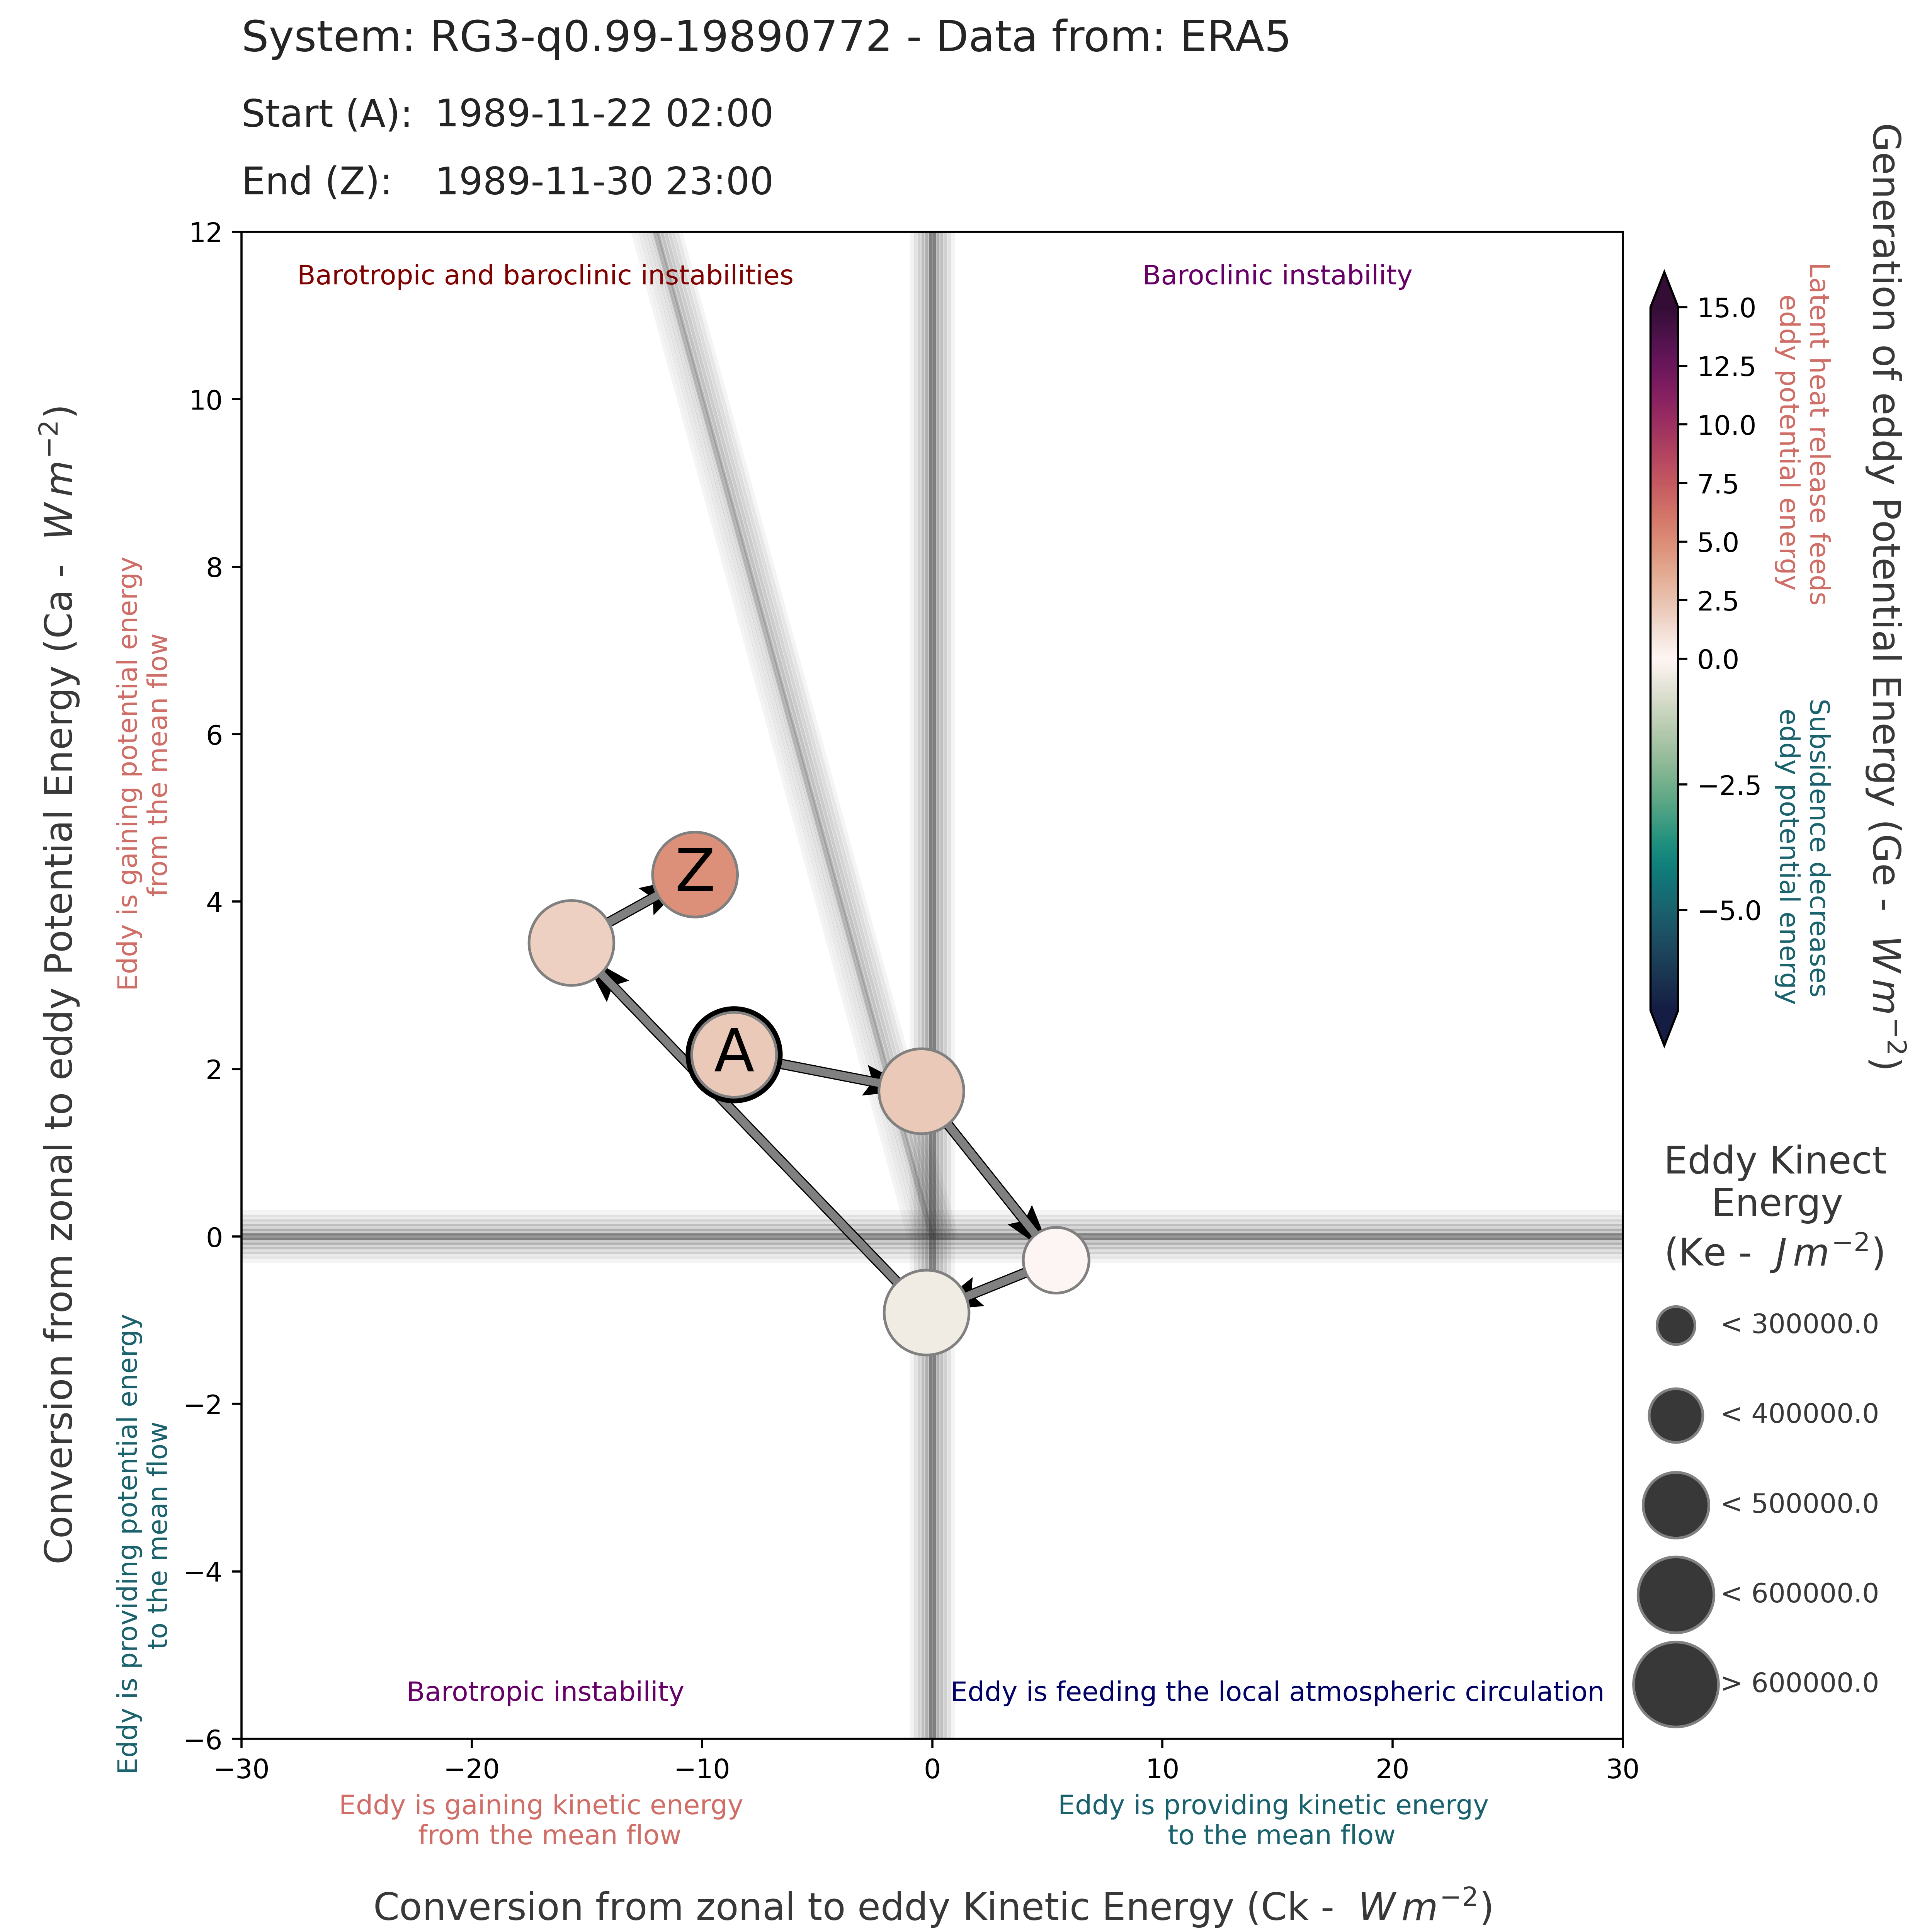 System: RG3-q0.99-19890772 - Data from: ERA5
Start (A): 1989-11-22 02:00
End (Z): 1989-11-30 23:00
Conversion from zonal to eddy Potential Energy (Ca - W m⁻²)
Eddy is gaining potential energy
from the mean flow
Eddy is providing potential energy
to the mean flow
12
10
8
6
4
2
0
−2
−4
−6
Barotropic and baroclinic instabilities
Baroclinic instability
Z
A
Barotropic instability
Eddy is feeding the local atmospheric circulation
−30
−20
−10
0
10
20
30
Eddy is gaining kinetic energy
from the mean flow
Eddy is providing kinetic energy
to the mean flow
Conversion from zonal to eddy Kinetic Energy (Ck - W m⁻²)
15.0
12.5
10.0
7.5
5.0
2.5
0.0
−2.5
−5.0
Latent heat release feeds
eddy potential energy
Subsidence decreases
eddy potential energy
Generation of eddy Potential Energy (Ge - W m⁻²)
Eddy Kinect
Energy
(Ke - J m⁻²)
< 300000.0
< 400000.0
< 500000.0
< 600000.0
> 600000.0